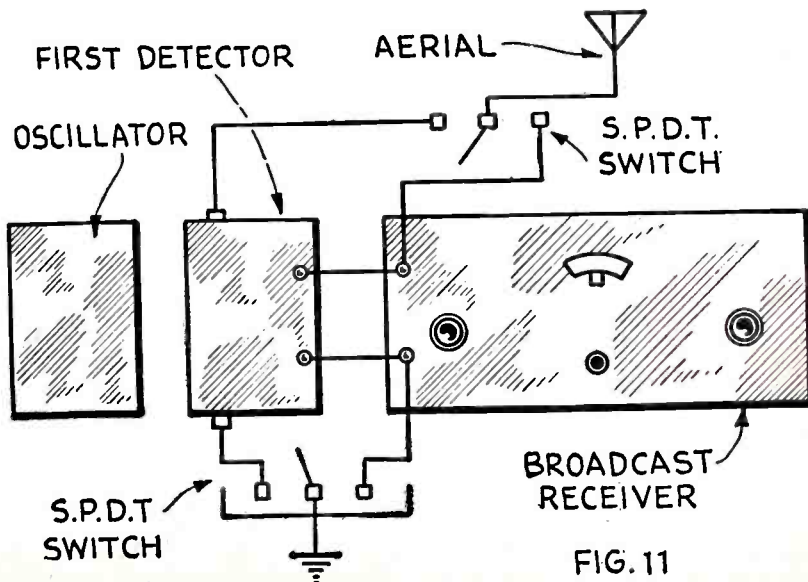 AERIAL
FIRST DETECTOR
OSCILLATOR
S.P.D.T.
SWITCH
S.P.D.T
SWITCH
BROADCAST
RECEIVER
FIG. 11